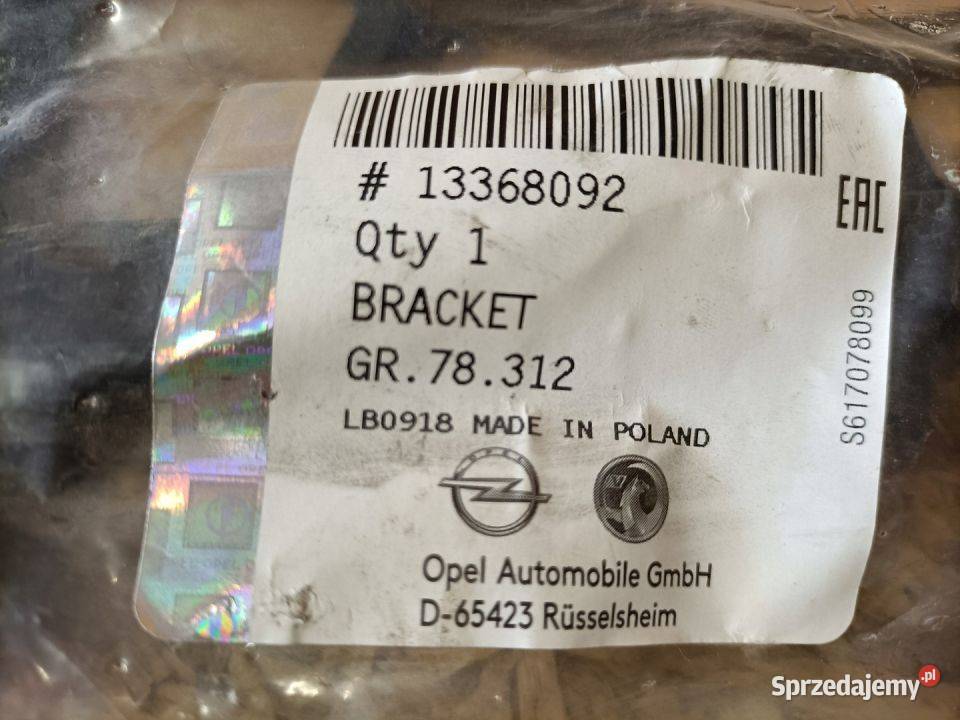 # 13368092
Qty 1
BRACKET
GR.78.312
LB0918 MADE IN POLAND
OPEL
Opel Automobile GmbH
D-65423 Rüsselsheim
EAC
S617078099
Sprzedajemy.pl